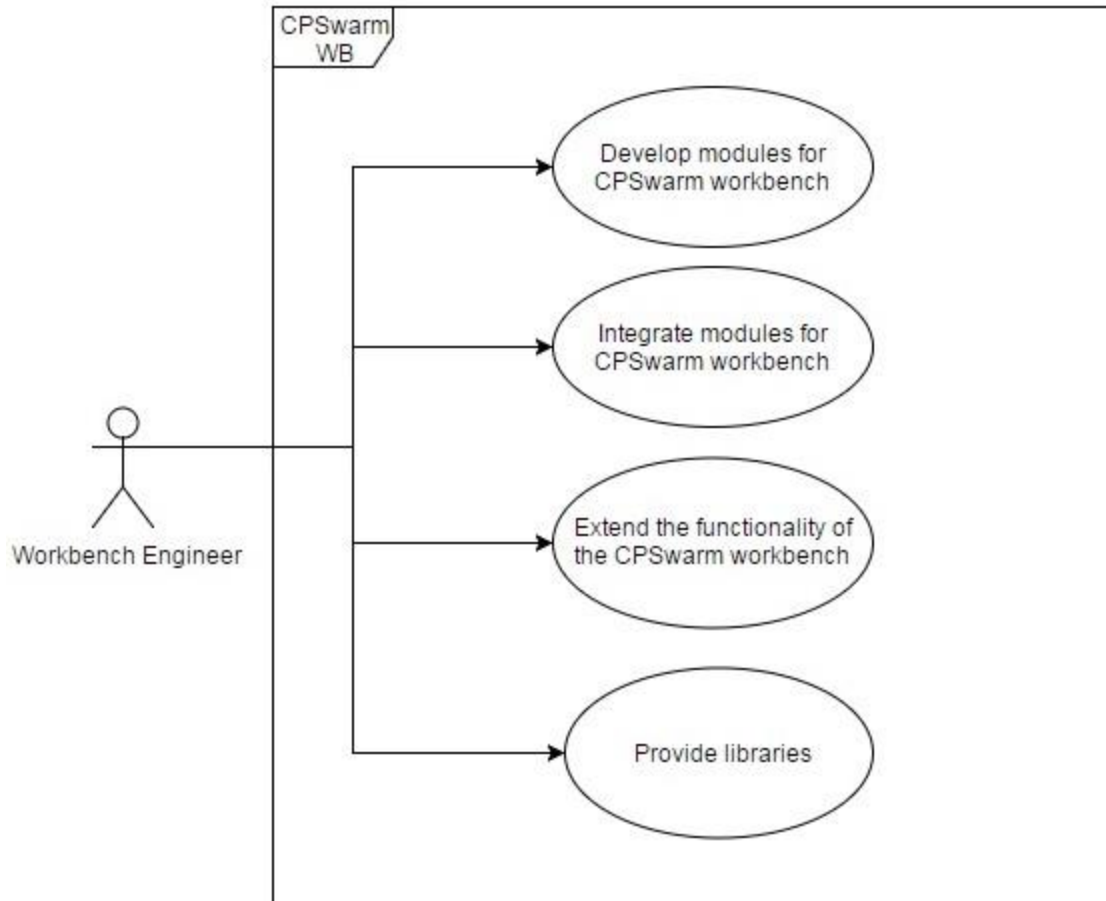 CPSwarm
WB
Develop modules for
CPSwarm workbench
Integrate modules for
CPSwarm workbench
Extend the functionality of
the CPSwarm workbench
Workbench Engineer
Provide libraries